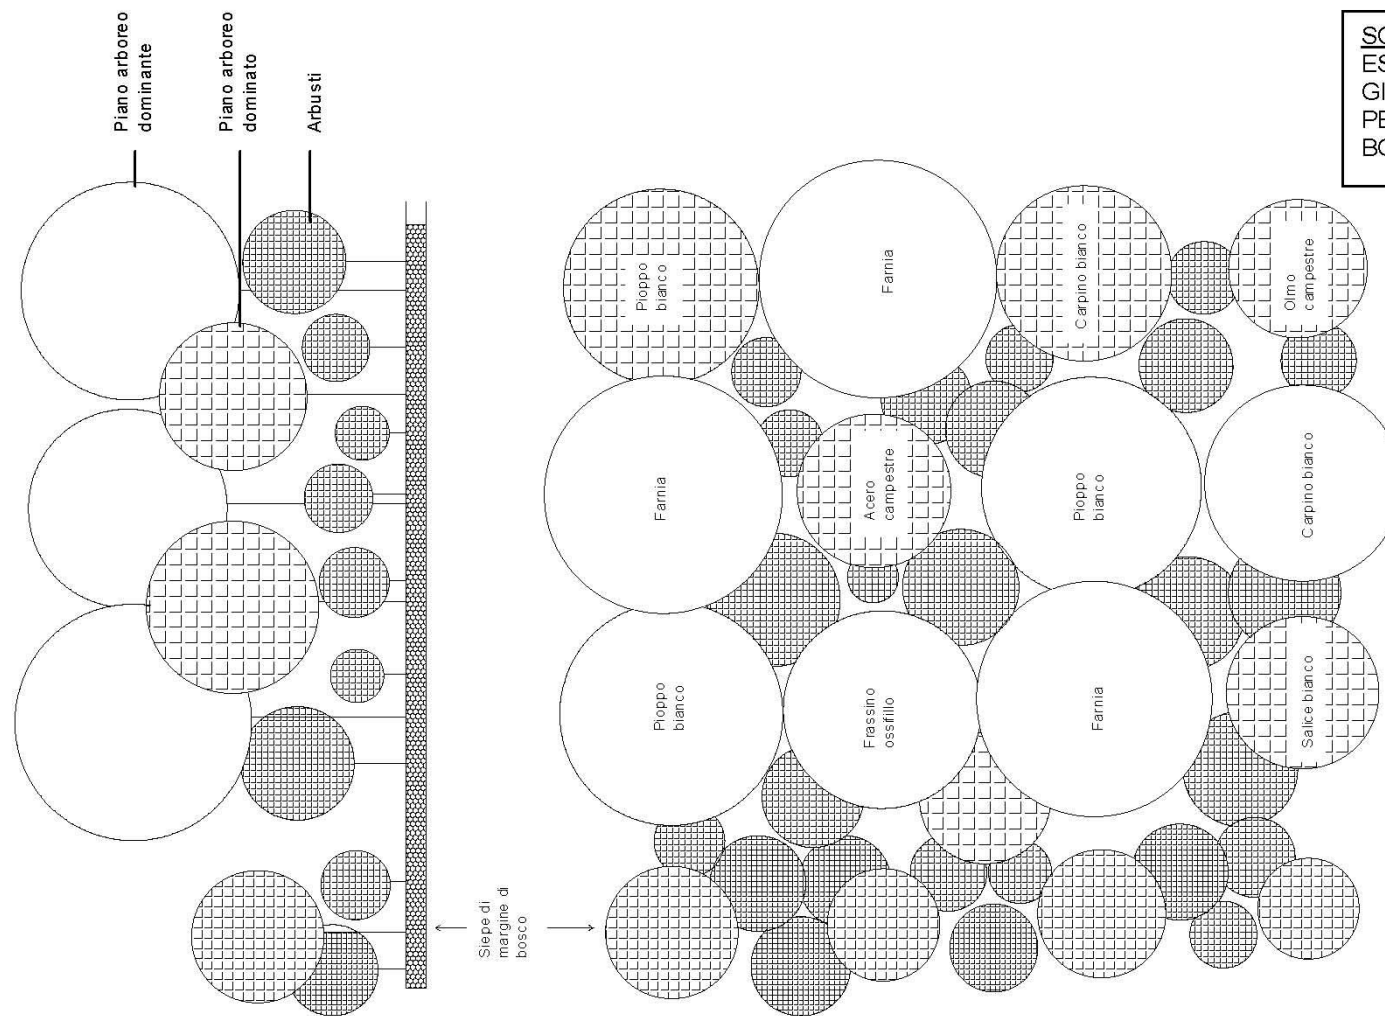 Piano arboreo
dominante
Piano arboreo
dominato
Arbusti
Siepe di
margine di
bosco
Pioppo
bianco
Farnia
Carpino bianco
Olmo
campestre
Farnia
Acero
campestre
Pioppo
bianco
Carpino bianco
Pioppo
bianco
Frassino
ossifillo
Farnia
Salice bianco